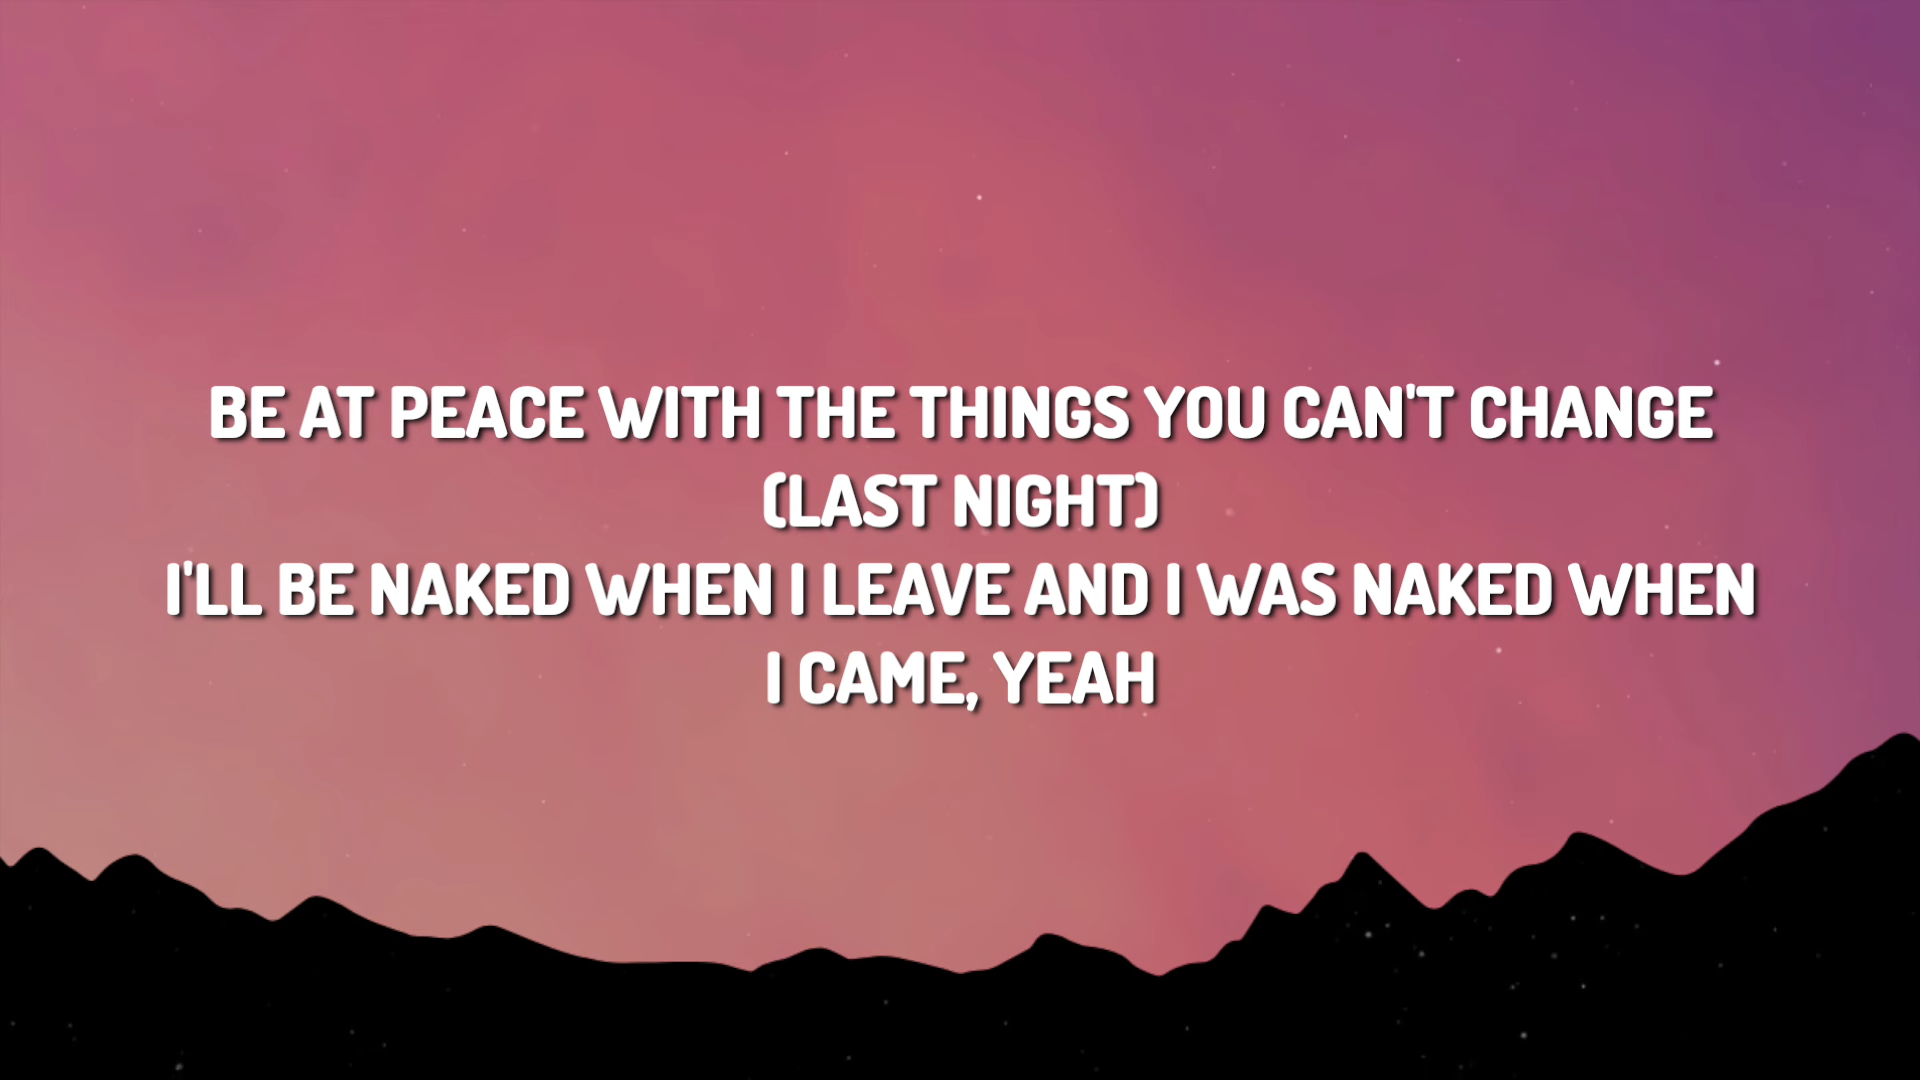 BE AT PEACE WITH THE THINGS YOU CAN'T CHANGE
(LAST NIGHT)
I'LL BE NAKED WHEN I LEAVE AND I WAS NAKED WHEN
I CAME, YEAH